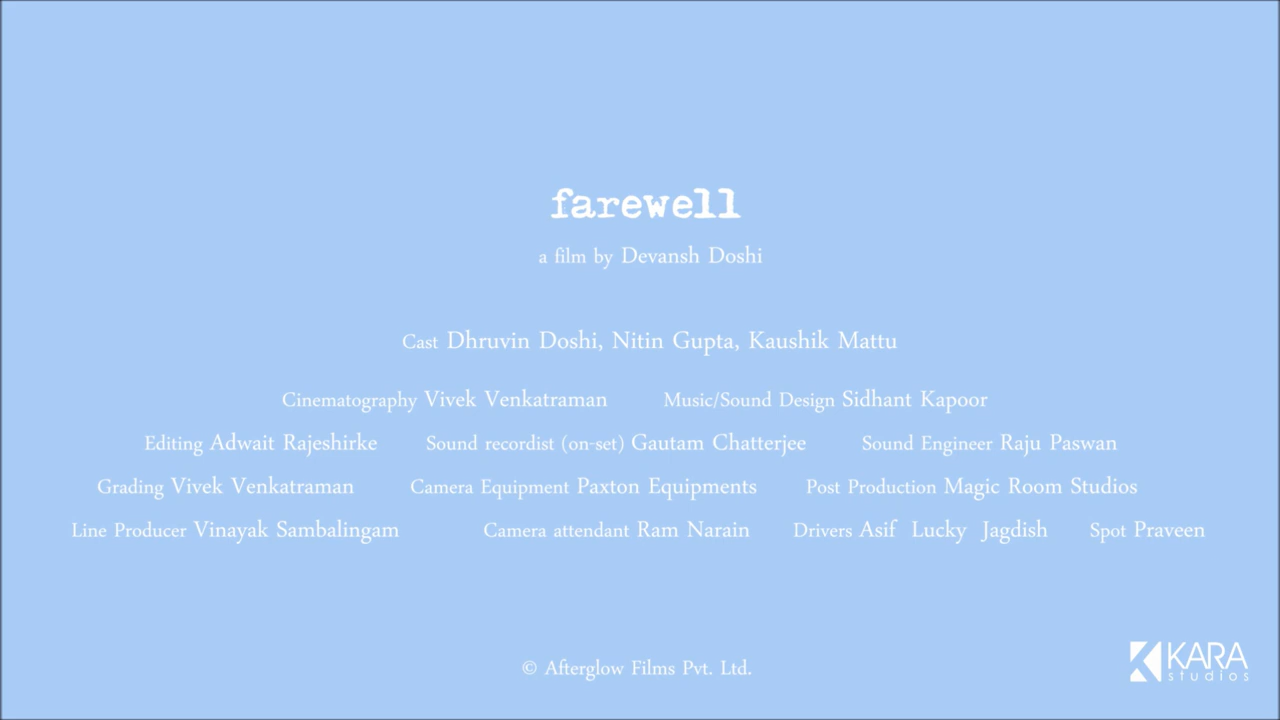 farewell
a film by Devansh Doshi
Cast Dhruvin Doshi, Nitin Gupta, Kaushik Mattu
Cinematography Vivek Venkatraman Music/Sound Design Sidhant Kapoor
Editing Adwait Rajeshirke Sound recordist (on-set) Gautam Chatterjee Sound Engineer Raju Paswan
Grading Vivek Venkatraman Camera Equipment Paxton Equipments Post Production Magic Room Studios
Line Producer Vinayak Sambalingam Camera attendant Ram Narain Drivers Asif Lucky Jagdish Spot Praveen
© Afterglow Films Pvt. Ltd.
KARA
studios